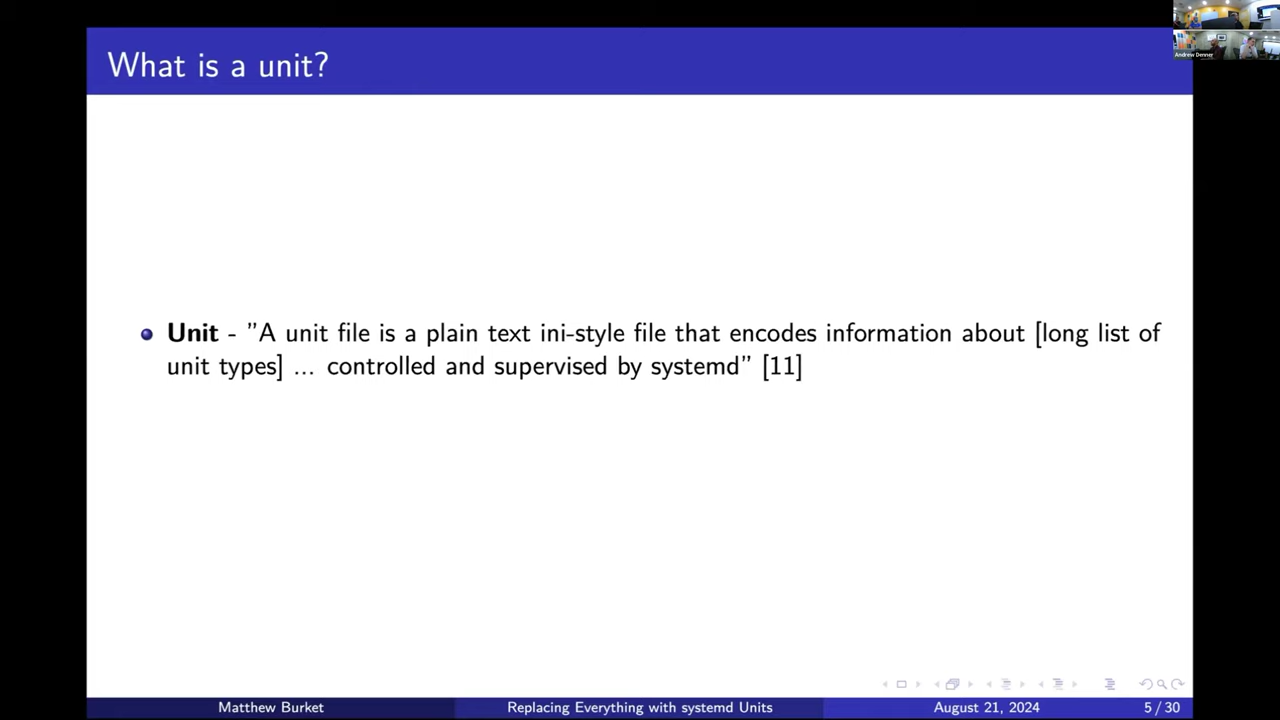 What is a unit?
Andrew Denner
Unit - "A unit file is a plain text ini-style file that encodes information about [long list of
unit types] ... controlled and supervised by systemd" [11]
Matthew Burket
Replacing Everything with systemd Units
August 21, 2024
5 / 30